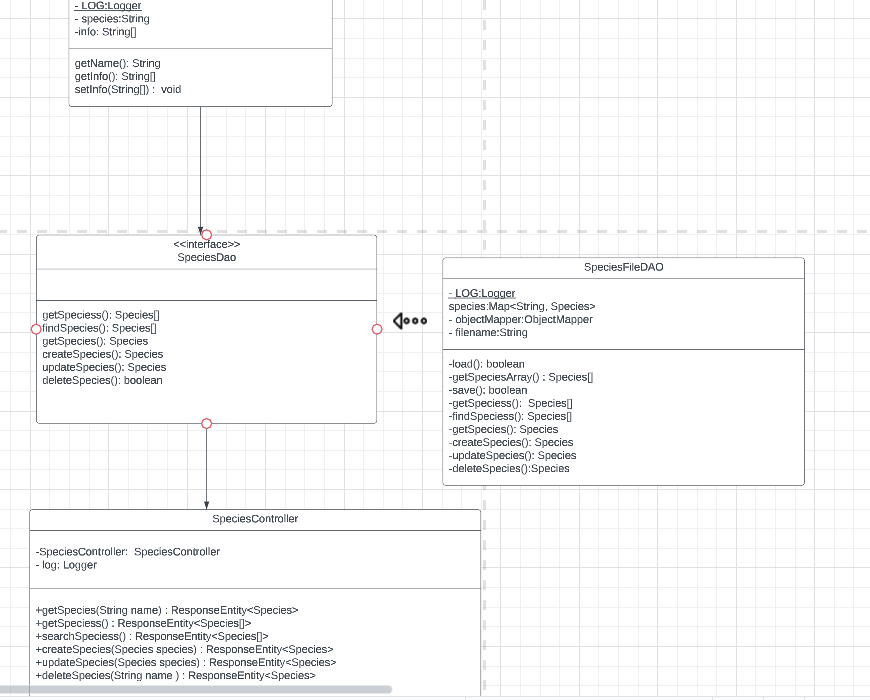 - LOG:Logger
- species:String
-info: String[]
getName(): String
getInfo(): String[]
setInfo(String[]) :  void
<<interface>>
SpeciesDao
getSpeciess(): Species[]
findSpecies(): Species[]
getSpecies(): Species
createSpecies(): Species
updateSpecies(): Species
deleteSpecies(): boolean
SpeciesFileDAO
- LOG:Logger
species:Map<String, Species>
- objectMapper:ObjectMapper
- filename:String
-load(): boolean
-getSpeciesArray() : Species[]
-save(): boolean
-getSpeciess():  Species[]
-findSpeciess(): Species[]
-getSpecies(): Species
-createSpecies(): Species
-updateSpecies(): Species
-deleteSpecies():Species
SpeciesController
-SpeciesController:  SpeciesController
- log: Logger
+getSpecies(String name) : ResponseEntity<Species>
+getSpeciess() : ResponseEntity<Species[]>
+searchSpeciess() : ResponseEntity<Species[]>
+createSpecies(Species species) : ResponseEntity<Species>
+updateSpecies(Species species) : ResponseEntity<Species>
+deleteSpecies(String name ) : ResponseEntity<Species>